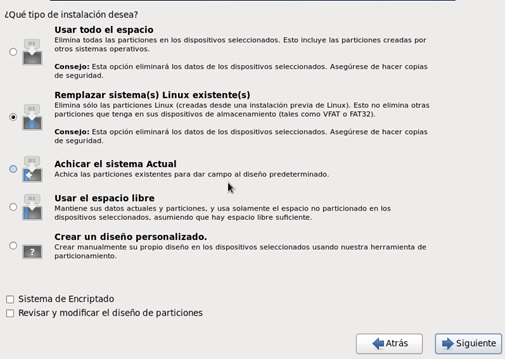 ¿Qué tipo de instalación desea?
Usar todo el espacio
Elimina todas las particiones en los dispositivos seleccionados. Esto incluye las particiones creadas por
otros sistemas operativos.
Consejo: Esta opción eliminará los datos de los dispositivos seleccionados. Asegúrese de hacer copias
de seguridad.
Remplazar sistema(s) Linux existente(s)
Elimina sólo las particiones Linux (creadas desde una instalación previa de Linux). Esto no elimina otras
particiones que tenga en sus dispositivos de almacenamiento (tales como VFAT o FAT32).
Consejo: Esta opción eliminará los datos de los dispositivos seleccionados. Asegúrese de hacer copias
de seguridad.
Achicar el sistema Actual
Achica las particiones existentes para dar campo al diseño predeterminado.
Usar el espacio libre
Mantiene sus datos actuales y particiones, y usa solamente el espacio no particionado en los
dispositivos seleccionados, asumiendo que hay espacio libre suficiente.
Crear un diseño personalizado.
?
Crear manualmente su propio diseño en los dispositivos seleccionados usando nuestra herramienta de
particionamiento.
Sistema de Encriptado
Revisar y modificar el diseño de particiones
Atrás
Siguiente